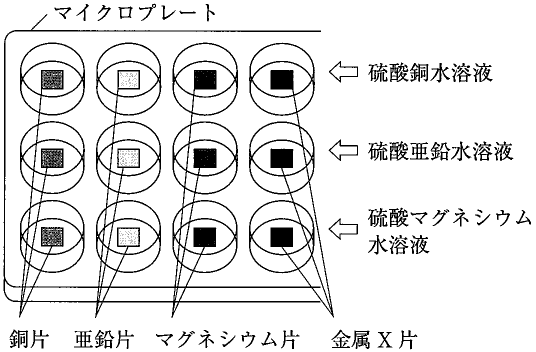 マイクロプレート
硫酸銅水溶液
硫酸亜鉛水溶液
硫酸マグネシウム
水溶液
銅片 亜鉛片 マグネシウム片 金属X片